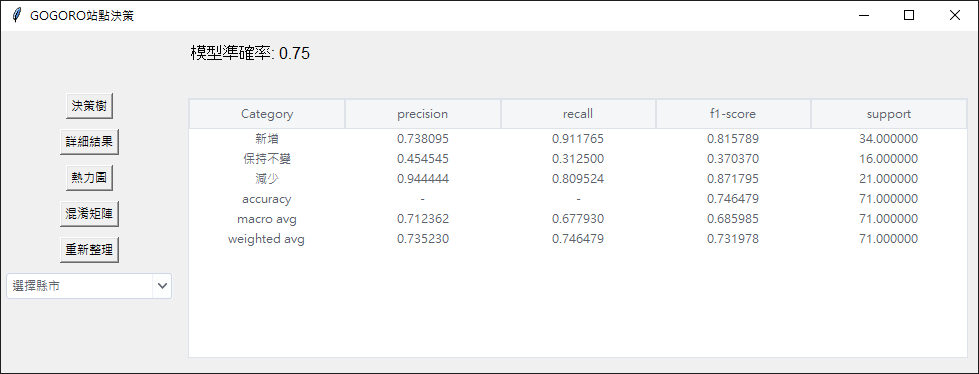 GOGORO站點決策
模型準確率: 0.75
決策樹
詳細結果
熱力圖
混淆矩陣
重新整理
選擇縣市
Category precision recall f1-score support
新增 0.738095 0.911765 0.815789 34.000000
保持不變 0.454545 0.312500 0.370370 16.000000
減少 0.944444 0.809524 0.871795 21.000000
accuracy - - 0.746479 71.000000
macro avg 0.712362 0.677930 0.685985 71.000000
weighted avg 0.735230 0.746479 0.731978 71.000000